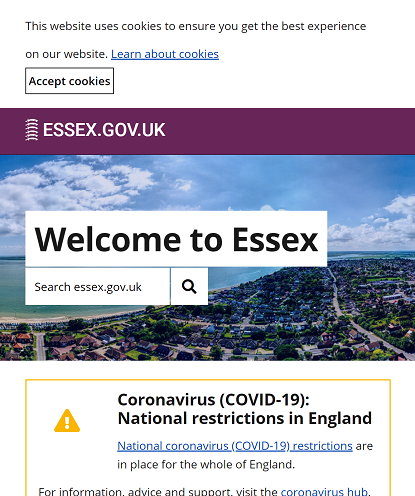 This website uses cookies to ensure you get the best experience
on our website. Learn about cookies
Accept cookies
ESSEX.GOV.UK
Welcome to Essex
Search essex.gov.uk
Coronavirus (COVID-19):
National restrictions in England
National coronavirus (COVID-19) restrictions are
in place for the whole of England.
For information, advice and support, visit the coronavirus hub.